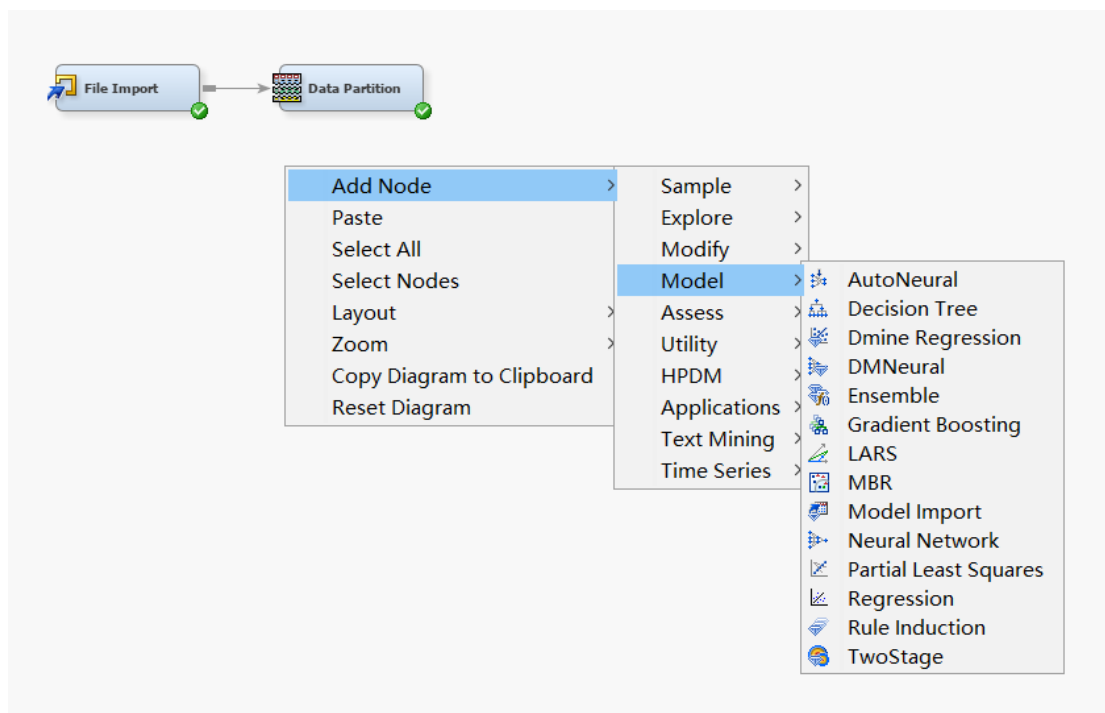 File Import
Data Partition
Add Node
Paste
Select All
Select Nodes
Layout
Zoom
Copy Diagram to Clipboard
Reset Diagram
Sample
Explore
Modify
Model
Assess
Utility
HPDM
Applications
Text Mining
Time Series
AutoNeural
Decision Tree
Dmine Regression
DMNeural
Ensemble
Gradient Boosting
LARS
MBR
Model Import
Neural Network
Partial Least Squares
Regression
Rule Induction
TwoStage